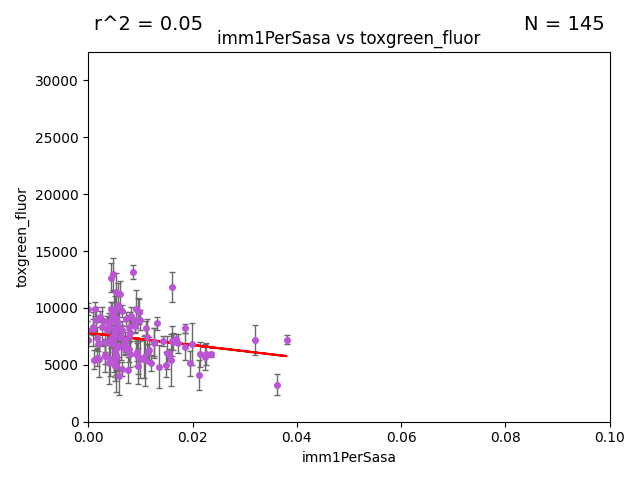 r^2 = 0.05
N = 145
imm1PerSasa vs toxgreen_fluor
toxgreen_fluor
30000
25000
20000
15000
10000
5000
0
0.00
0.02
0.04
0.06
0.08
0.10
imm1PerSasa